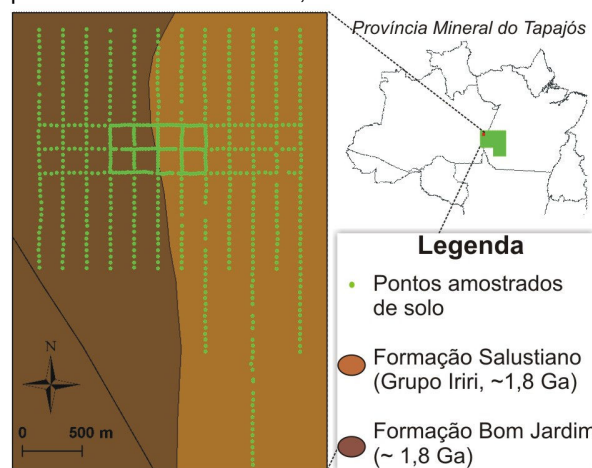 Província Mineral do Tapajós
N
0 500 m
Legenda
Pontos amostrados
de solo
Formação Salustiano
(Grupo Iriri, ~1,8 Ga)
Formação Bom Jardim
(~ 1,8 Ga)